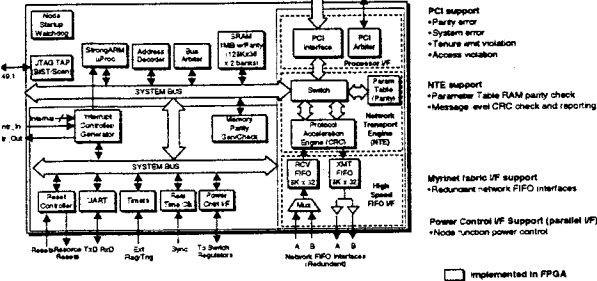 Node
Startup
Watchdog
StrongARM
uProc
Address
Decoder
Bus
Arbiter
SRAM
1MB w/Parity
(128Kx36
x 2 banks)
PCI
Interface
PCI
Arbiter
Processor I/F
JTAG TAP
BIST/Scan
49.1
SYSTEM BUS
Switch
Param
Table
(Parity)
Interrupt
Controller
Generator
Internal
Intr_In
Ir_Out
Memory
Parity
Gen/Check
Protocol
Acceleration
Engine (CRC)
Network
Transport
Engine
(NTE)
SYSTEM BUS
RCV
FIFO
8K x 32
XMT
FIFO
8K x 32
High
Speed
FIFO I/F
Mux
Reset
Controller
UART
Timers
Real
Time Clk
Power
Cntrl I/F
Resets
Resource
Resets
TxD RxD
Ext
Flag/Trig
Sync
To Switch
Regulators
A B A B
Network FIFO Interfaces
(Redundant)
PCI support
•Parity error
•System error
•Tenure limit violation
•Access violation
NTE support
•Parameter Table RAM parity check
•Message level CRC check and reporting
Myrinet fabric I/F support
•Redundant network FIFO interfaces
Power Control I/F Support (parallel I/F)
•Node function power control
Implemented in FPGA